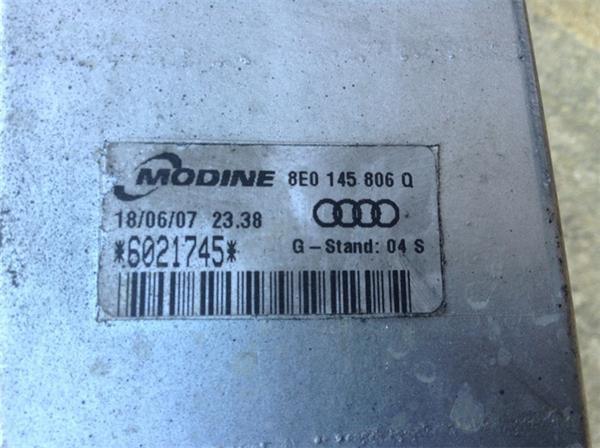 MODINE 8E0 145 806 Q
18/06/07 23.38
*6021745* G-Stand: 04 S